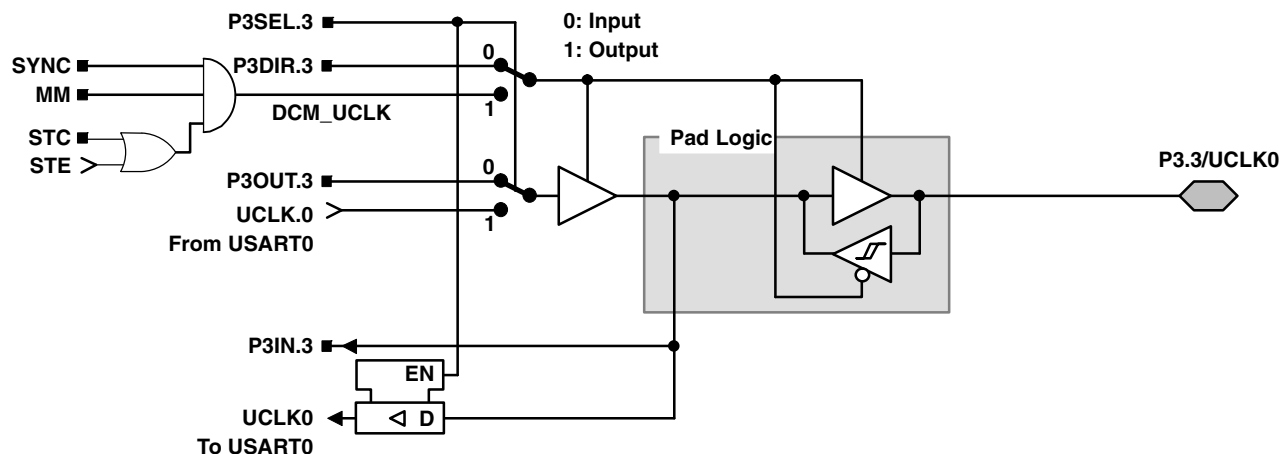 P3SEL.3
0: Input
1: Output
SYNC
P3DIR.3
0
MM
DCM_UCLK
1
STC
STE
Pad Logic
P3.3/UCLK0
P3OUT.3
0
UCLK.0
1
From USART0
P3IN.3
EN
UCLK0
D
To USART0